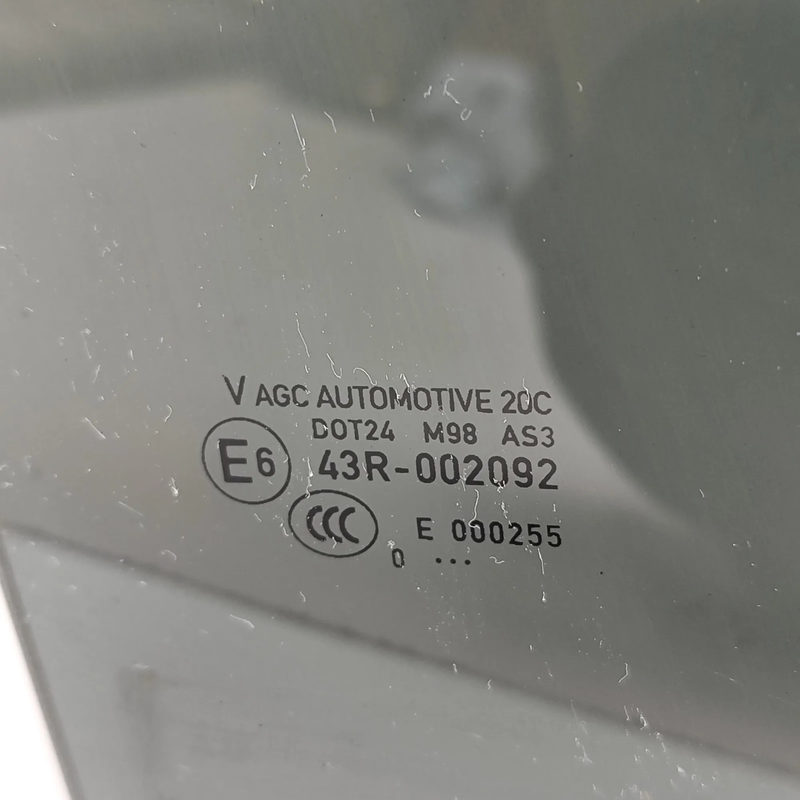 V AGC AUTOMOTIVE 20C
DOT24 M98 AS3
E6 43R-002092
CCC E 000255
0 ...